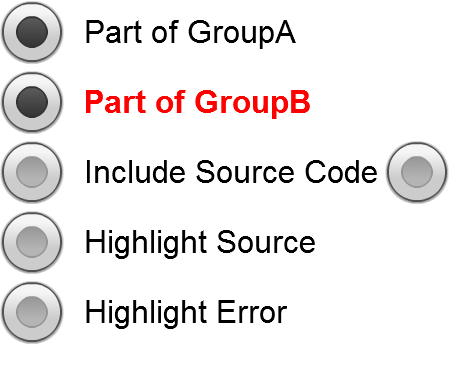 Part of GroupA
Part of GroupB
Include Source Code
Highlight Source
Highlight Error